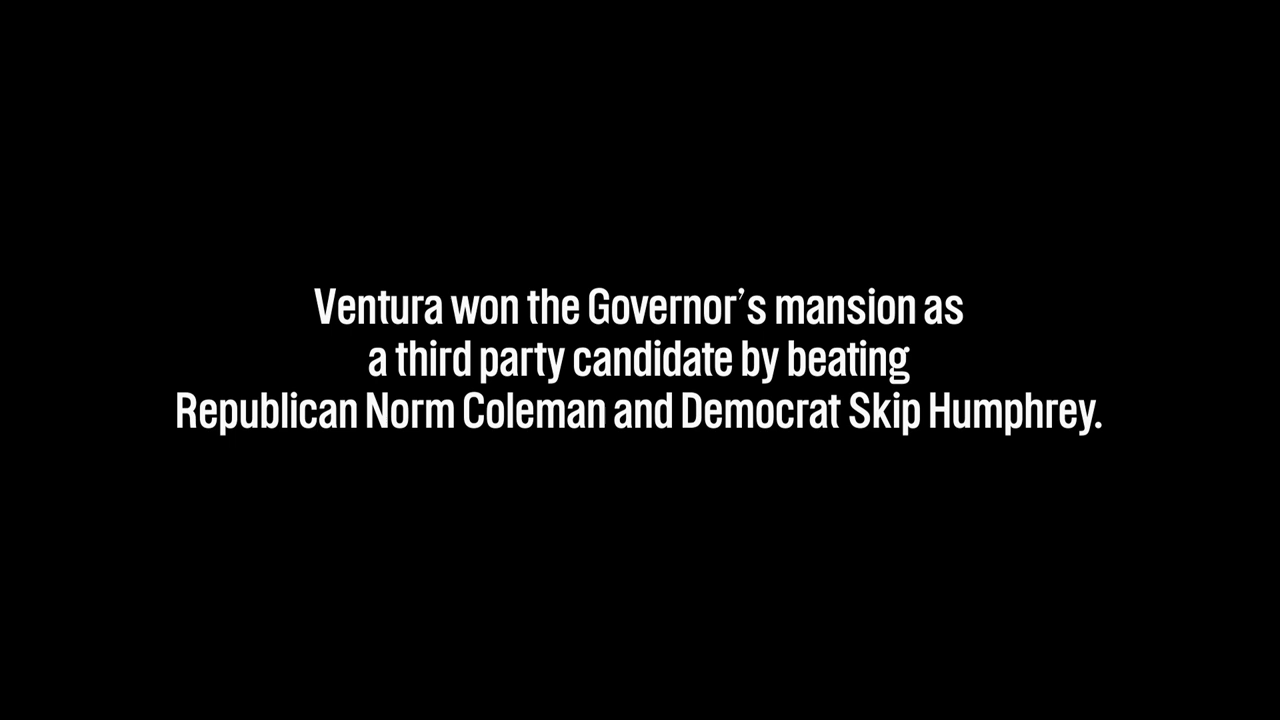 Ventura won the Governor’s mansion as
a third party candidate by beating
Republican Norm Coleman and Democrat Skip Humphrey.